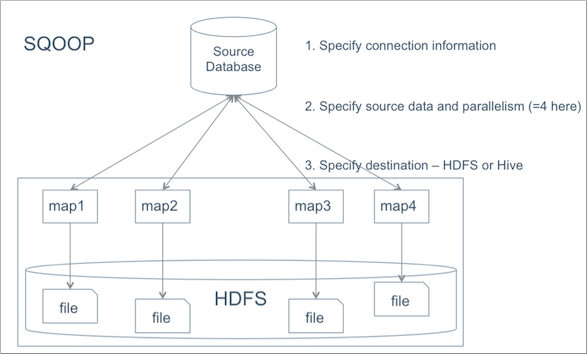 SQOOP
Source
Database
1. Specify connection information
2. Specify source data and parallelism (=4 here)
3. Specify destination – HDFS or Hive
map1
map2
map3
map4
HDFS
file
file
file
file